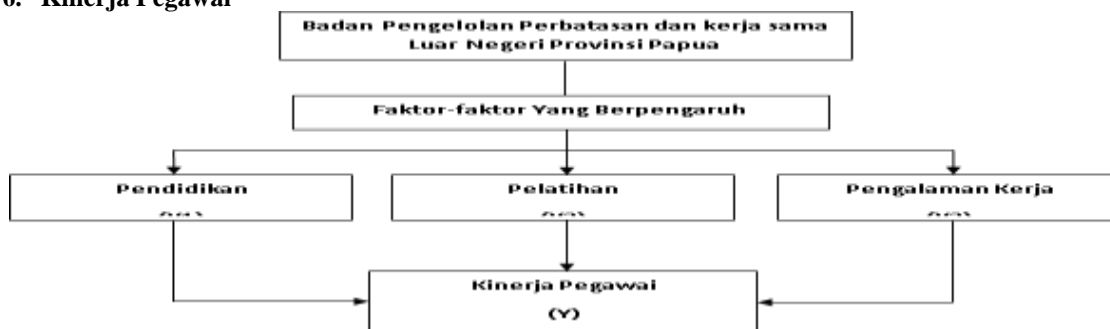 6. Kinerja Pegawai
Badan Pengelolan Perbatasan dan kerja sama
Luar Negeri Provinsi Papua
Faktor-faktor Yang Berpengaruh
Pendidikan
Pelatihan
Pengalaman Kerja
Kinerja Pegawai
(Y)